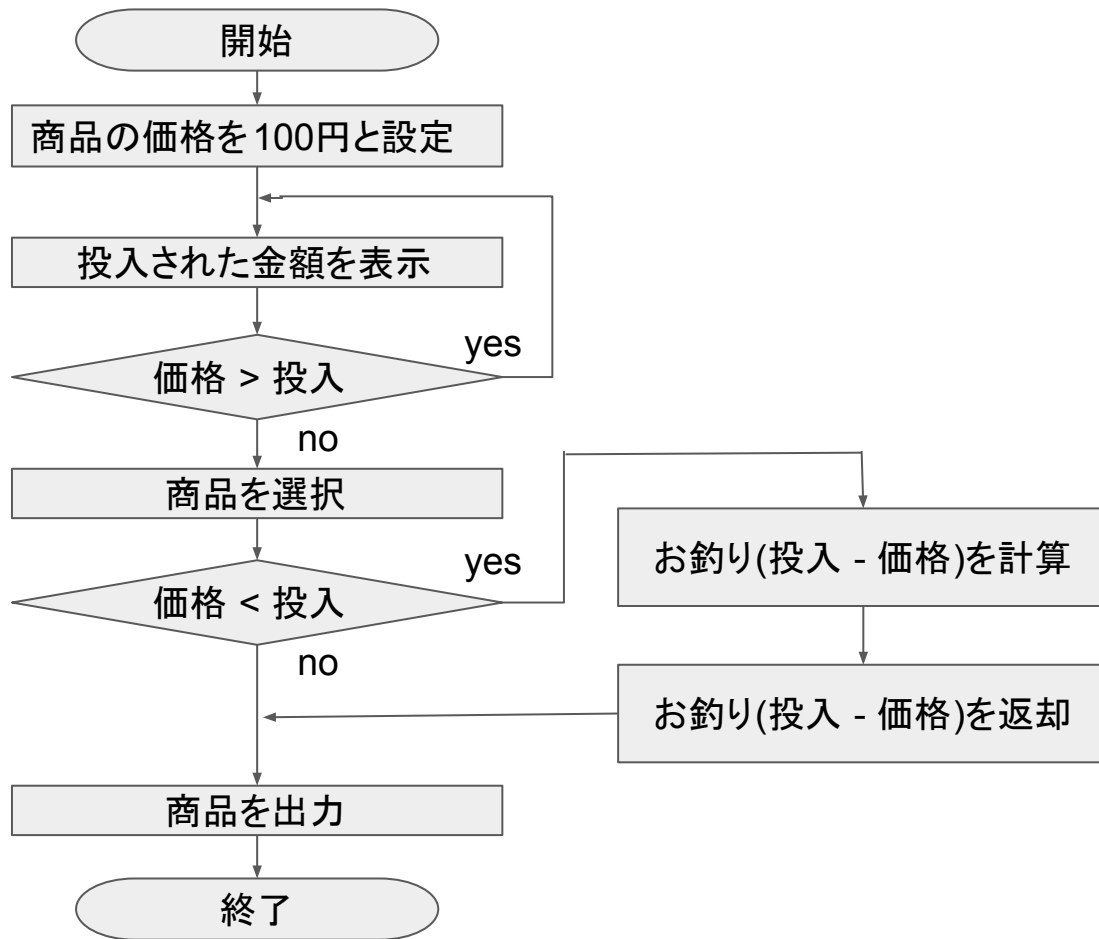 開始
商品の価格を100円と設定
投入された金額を表示
価格 > 投入
yes
no
商品を選択
価格 < 投入
yes
no
お釣り(投入 - 価格)を計算
お釣り(投入 - 価格)を返却
商品を出力
終了